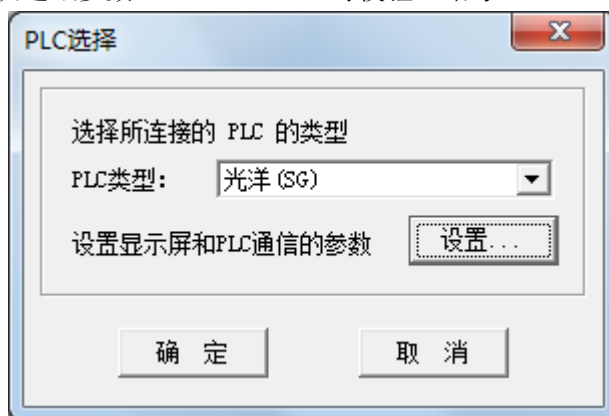 PLC选择
选择所连接的 PLC 的类型
PLC类型： 光洋(SG)
设置显示屏和PLC通信的参数 设置...
确 定 取 消